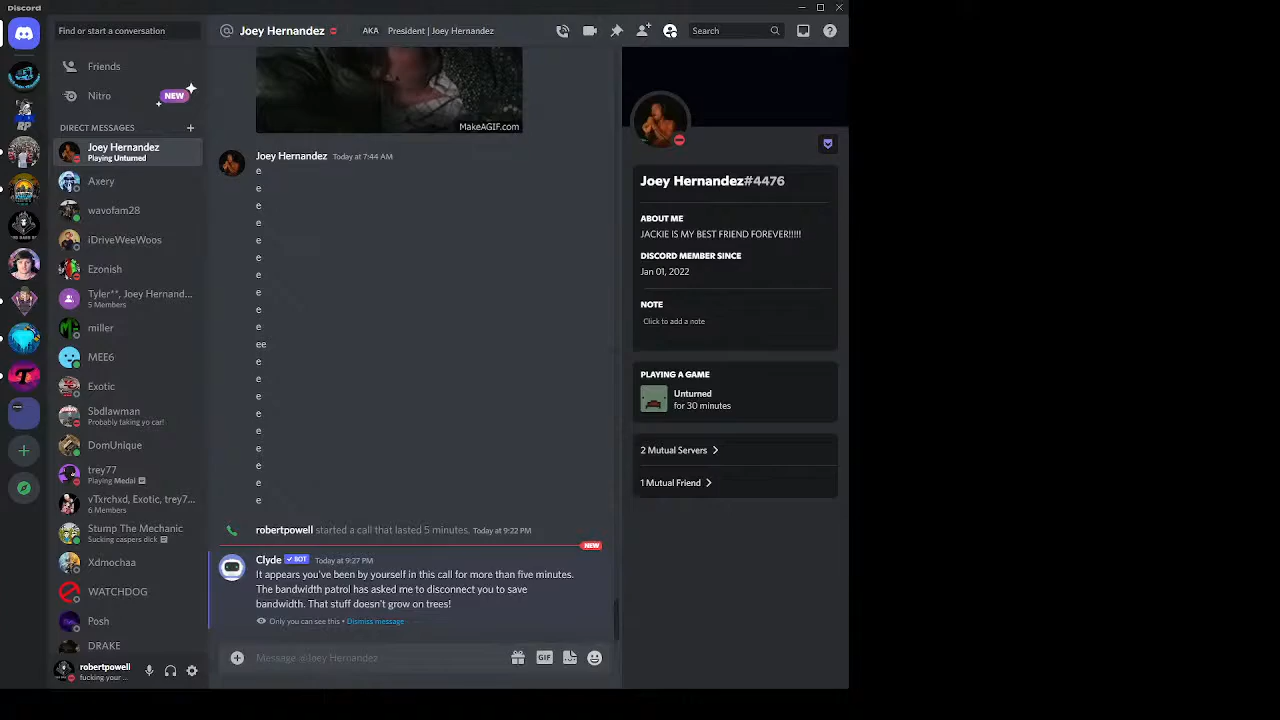 Discord
Find or start a conversation
Friends
Nitro
NEW
DIRECT MESSAGES
Joey Hernandez
Playing Unturned
Axery
wavofam28
iDriveWeeWoos
Ezonish
Tyler**, Joey Hernand...
5 Members
miller
MEE6
Exotic
Sbdlawman
Probably taking yo car!
DomUnique
trey77
Playing Medal
vTxrchxd, Exotic, trey7...
6 Members
Stump The Mechanic
Sucking caspers dick
Xdmochaa
WATCHDOG
Posh
DRAKE
robertpowell
fucking your ...
RP
Joey Hernandez
AKA President | Joey Hernandez
Search
MakeAGIF.com
Joey Hernandez Today at 7:44 AM
e
e
e
e
e
e
e
e
e
e
ee
e
e
e
e
e
e
e
e
e
robertpowell started a call that lasted 5 minutes. Today at 9:22 PM
NEW
Clyde BOT Today at 9:27 PM
It appears you've been by yourself in this call for more than five minutes.
The bandwidth patrol has asked me to disconnect you to save
bandwidth. That stuff doesn't grow on trees!
Only you can see this • Dismiss message
Message @Joey Hernandez
GIF
Joey Hernandez#4476
ABOUT ME
JACKIE IS MY BEST FRIEND FOREVER!!!!!
DISCORD MEMBER SINCE
Jan 01, 2022
NOTE
Click to add a note
PLAYING A GAME
Unturned
for 30 minutes
2 Mutual Servers
1 Mutual Friend